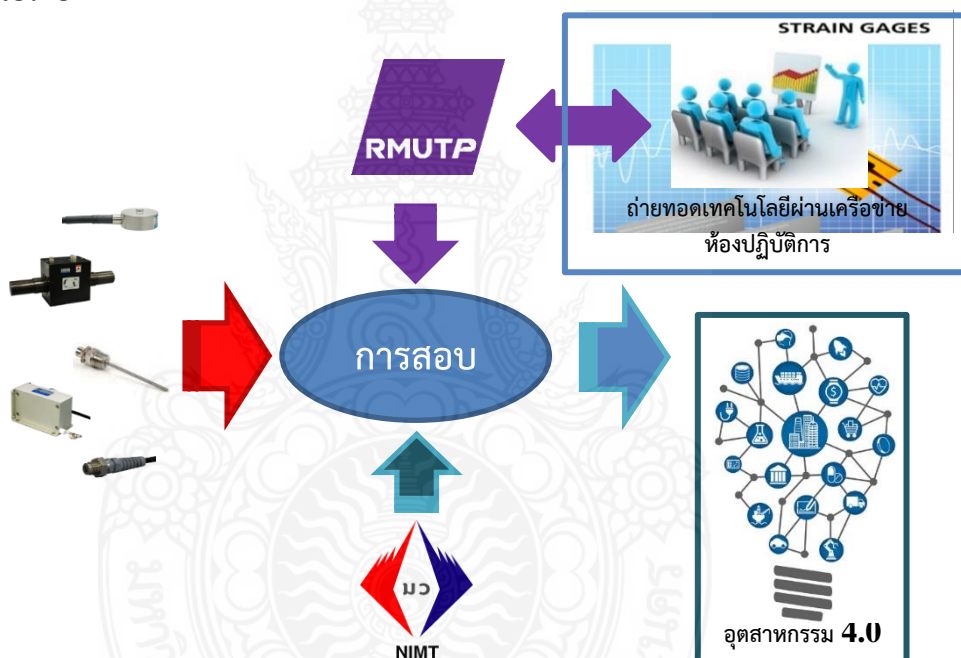 STRAIN GAGES
RMUTP
ถ่ายทอดเทคโนโลยีผ่านเครือข่าย
ห้องปฏิบัติการ
การสอบ
มว
NIMT
อุตสาหกรรม 4.0